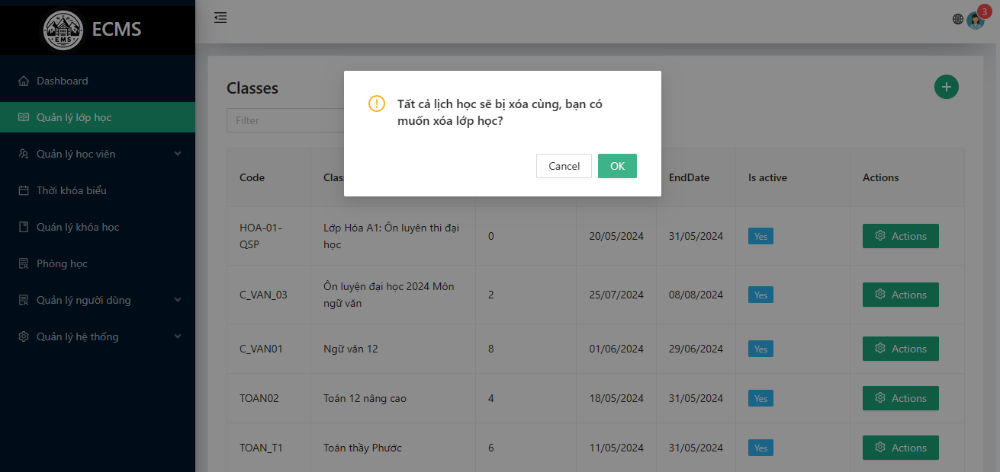 EMS
ECMS
3
Dashboard
Quản lý lớp học
Quản lý học viên
Thời khóa biểu
Quán lý khóa học
Phòng học
Quản lý người dùng
Quản lý hệ thống
Classes
Filter
Tất cả lịch học sẽ bị xóa cùng, bạn có
muốn xóa lớp học?
Cancel OK
Code Clas EndDate Is active Actions
HOA-01-
QSP
Lớp Hóa A1: Ôn luyện thi đại
học
0 20/05/2024 31/05/2024 Yes Actions
C_VAN_03
Ôn luyện đại học 2024 Môn
ngữ văn
2 25/07/2024 08/08/2024 Yes Actions
C_VAN01 Ngữ văn 12 8 01/06/2024 29/06/2024 Yes Actions
TOAN02 Toán 12 nâng cao 4 18/05/2024 31/05/2024 Yes Actions
TOAN_T1 Toán thầy Phước 6 11/05/2024 31/05/2024 Yes Actions